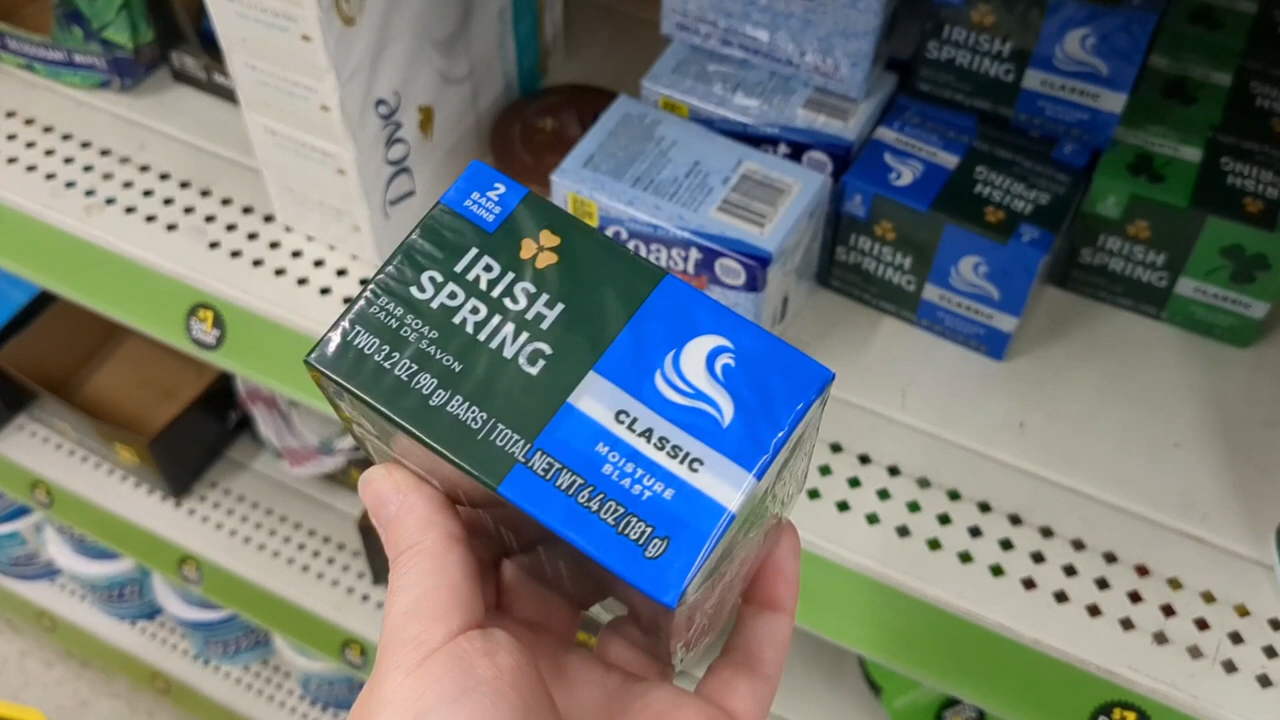 2
BARS
PAINS
IRISH
SPRING
BAR SOAP
PAIN DE SAVON
TWO 3.2 OZ (90 g) BARS | TOTAL NET WT 6.4 OZ (181 g)
CLASSIC
MOISTURE
BLAST
Dove
Coast
IRISH
SPRING
CLASSIC
IRISH
SPRING
CLASSIC
IRISH
SPRING
IRISH
SPRING
CLASSIC
$1